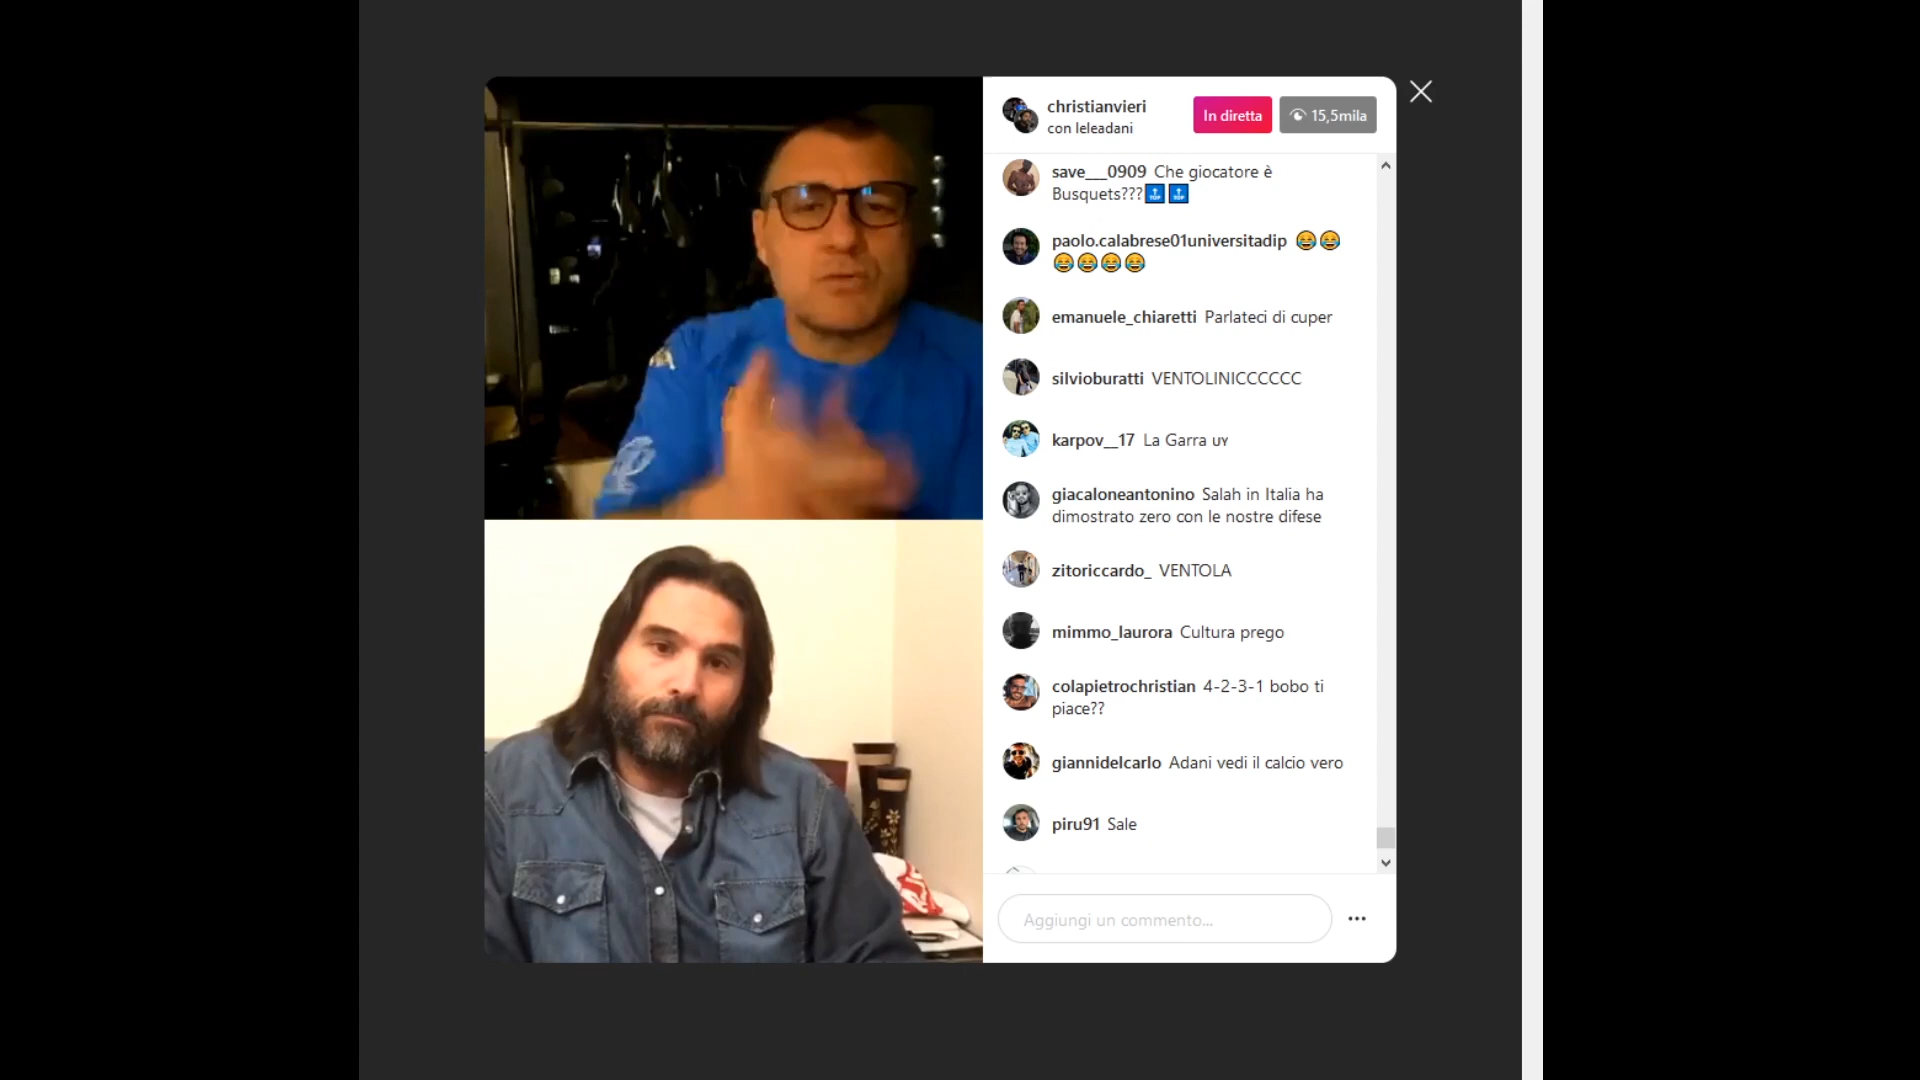 christianvieri
con leleadani
In diretta
15,5mila
save___0909 Che giocatore è
Busquets???🔝🔝
paolo.calabrese01universitadip 😂😂
😂😂😂😂
emanuele_chiaretti Parlateci di cuper
silvioburatti VENTOLINICCCCCC
karpov__17 La Garra uy
giacaloneantonino Salah in Italia ha
dimostrato zero con le nostre difese
zitoriccardo_ VENTOLA
mimmo_laurora Cultura prego
colapietrochristian 4-2-3-1 bobo ti
piace??
giannidelcarlo Adani vedi il calcio vero
piru91 Sale
Aggiungi un commento...